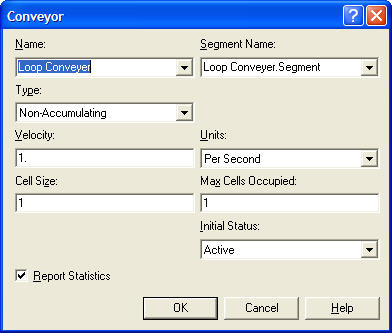 Conveyor
Name: Segment Name:
Loop Conveyer Loop Conveyer.Segment
Type:
Non-Accumulating
Velocity: Units:
1. Per Second
Cell Size: Max Cells Occupied:
1 1
Initial Status:
Active
Report Statistics
OK Cancel Help